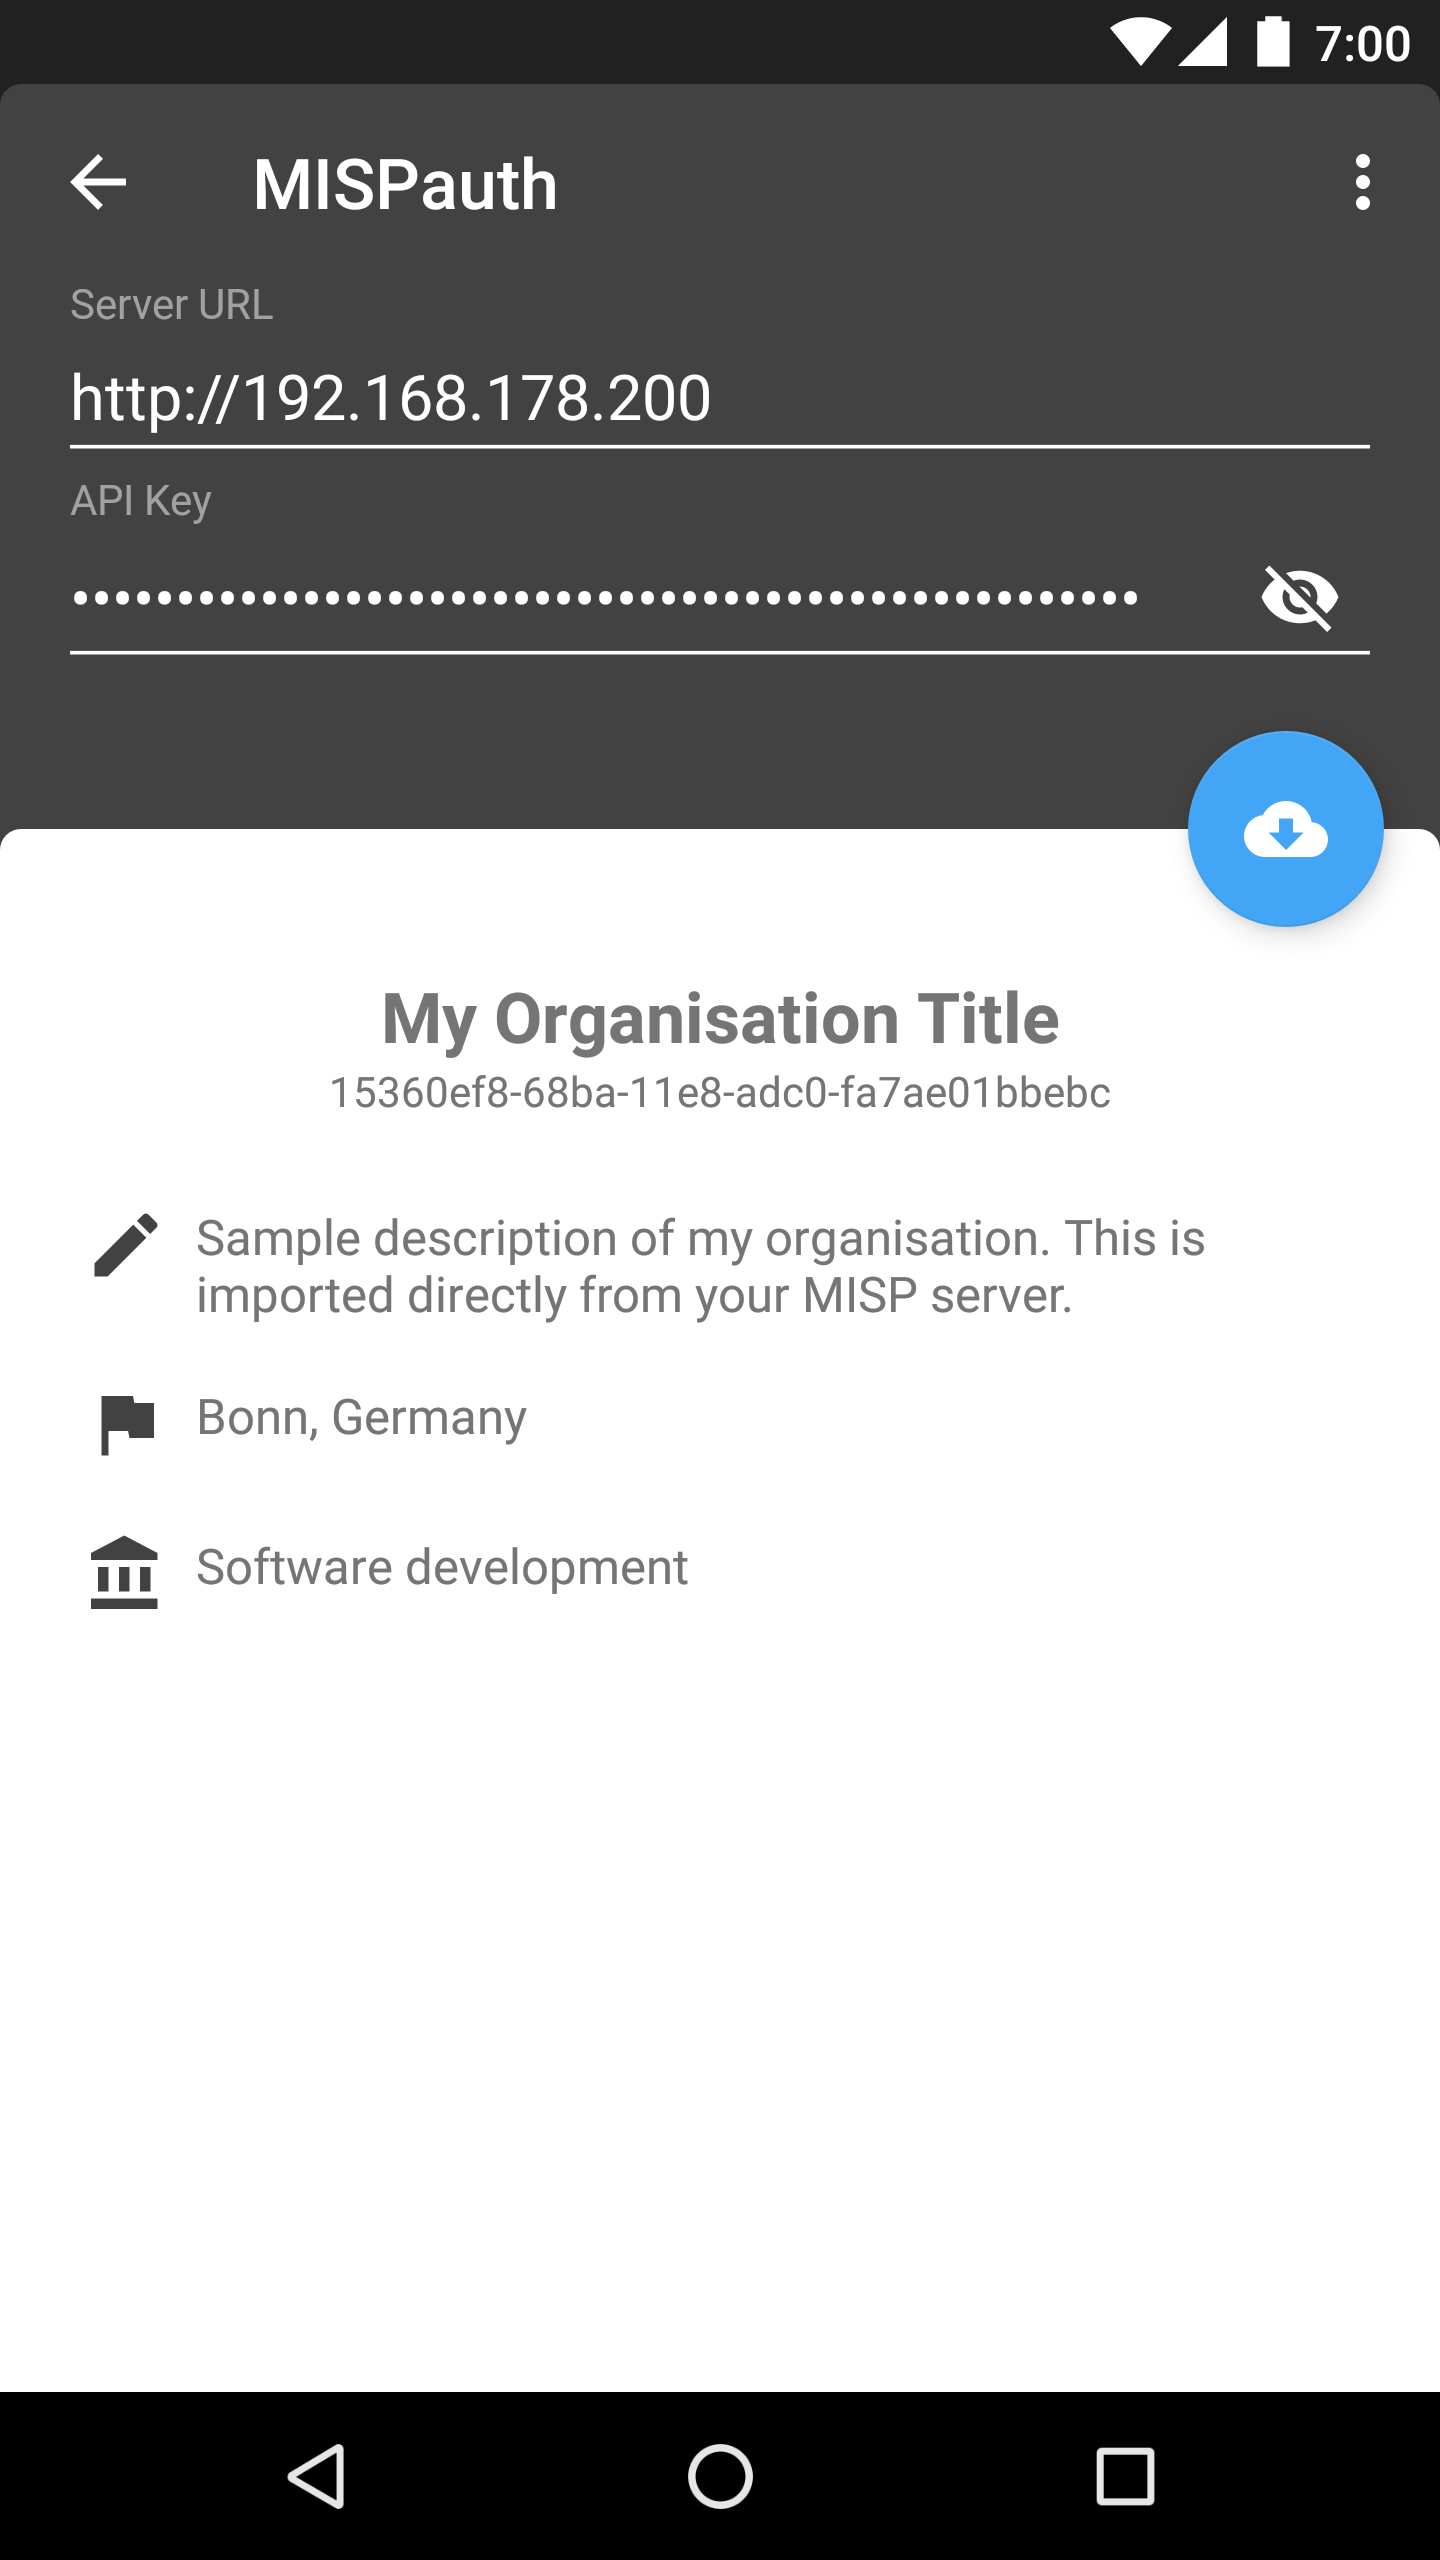 7:00
MISPauth
Server URL
http://192.168.178.200
API Key
My Organisation Title
15360ef8-68ba-11e8-adc0-fa7ae01bbebc
Sample description of my organisation. This is
imported directly from your MISP server.
Bonn, Germany
Software development